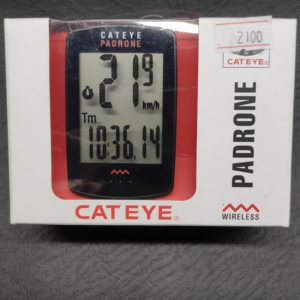 CATEYE
PADRONE
21.9
km/h
Tm
10:36.14
CATEYE®
2100
CATEYE®
PADRONE
WIRELESS